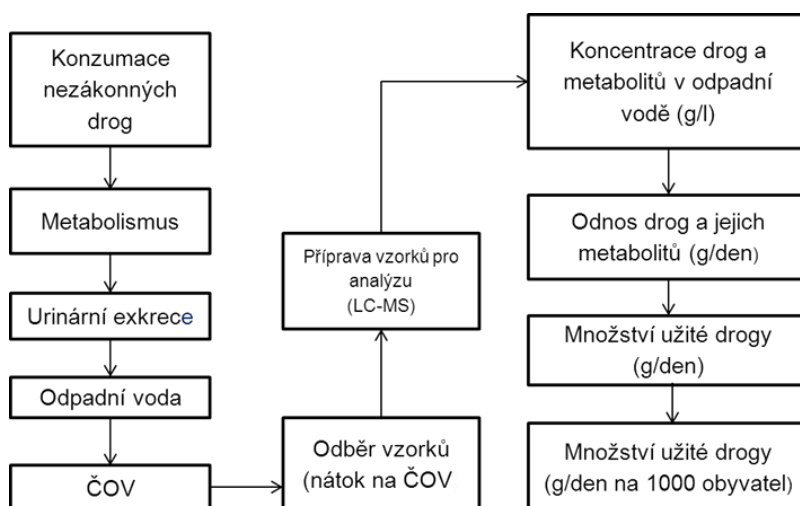 Konzumace
nezákonných
drog
Metabolismus
Urinární exkrece
Odpadní voda
ČOV
Odběr vzorků
(nátok na ČOV
Příprava vzorků pro
analýzu
(LC-MS)
Koncentrace drog a
metabolitů v odpadní
vodě (g/l)
Odnos drog a jejich
metabolitů (g/den)
Množství užité drogy
(g/den)
Množství užité drogy
(g/den na 1000 obyvatel)